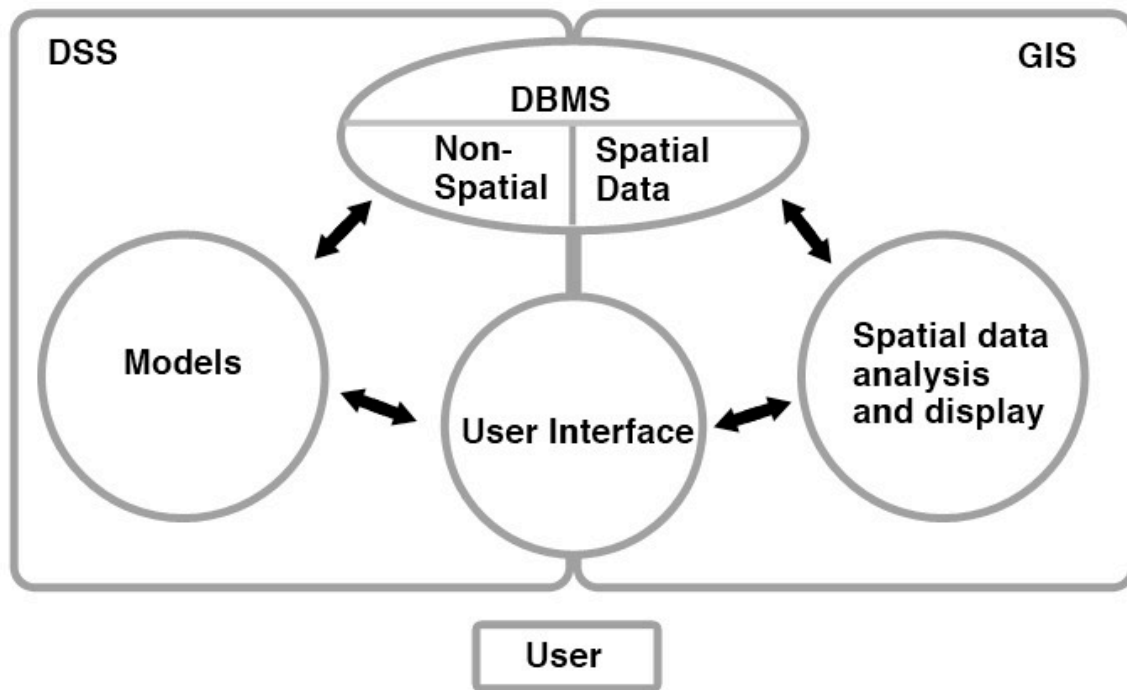 DSS
GIS
DBMS
Non-
Spatial
Spatial
Data
Models
User Interface
Spatial data
analysis
and display
User